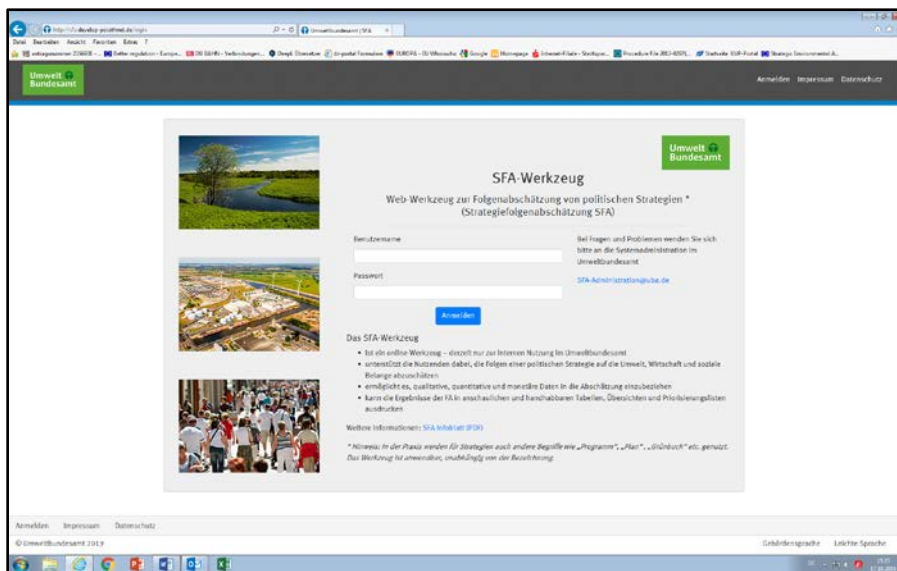 Datei Bearbeiten Ansicht Favoriten Extras ?
Umwelt
Bundesamt
Anmelden Impressum Datenschutz
Umwelt
Bundesamt
SFA-Werkzeug
Web-Werkzeug zur Folgenabschätzung von politischen Strategien *
(Strategiefolgenabschätzung SFA)
Benutzername
Passwort
Anmelden
Bei Fragen und Problemen wenden Sie sich
bitte an die Systemadministration im
Umweltbundesamt
SFA-Administration@uba.de
Das SFA-Werkzeug
• Ist ein online-Werkzeug – derzeit nur zur internen Nutzung im Umweltbundesamt
• unterstützt die Nutzenden dabei, die Folgen einer politischen Strategie auf die Umwelt, Wirtschaft und soziale
Belange abzuschätzen
• ermöglicht es, qualitative, quantitative und monetäre Daten in die Abschätzung einzubeziehen
• kann die Ergebnisse der FA in anschaulichen und handhabbaren Tabellen, Übersichten und Priorisierungslisten
ausdrucken
Weitere Informationen: SFA Infoblatt (PDF)
* Hinweis: In der Praxis werden für Strategien auch andere Begriffe wie „Programm“, „Plan“, „Grünbuch“ etc. genutzt.
Das Werkzeug ist anwendbar, unabhängig von der Bezeichnung.
Anmelden Impressum Datenschutz
© Umweltbundesamt 2019
Gebärdensprache Leichte Sprache